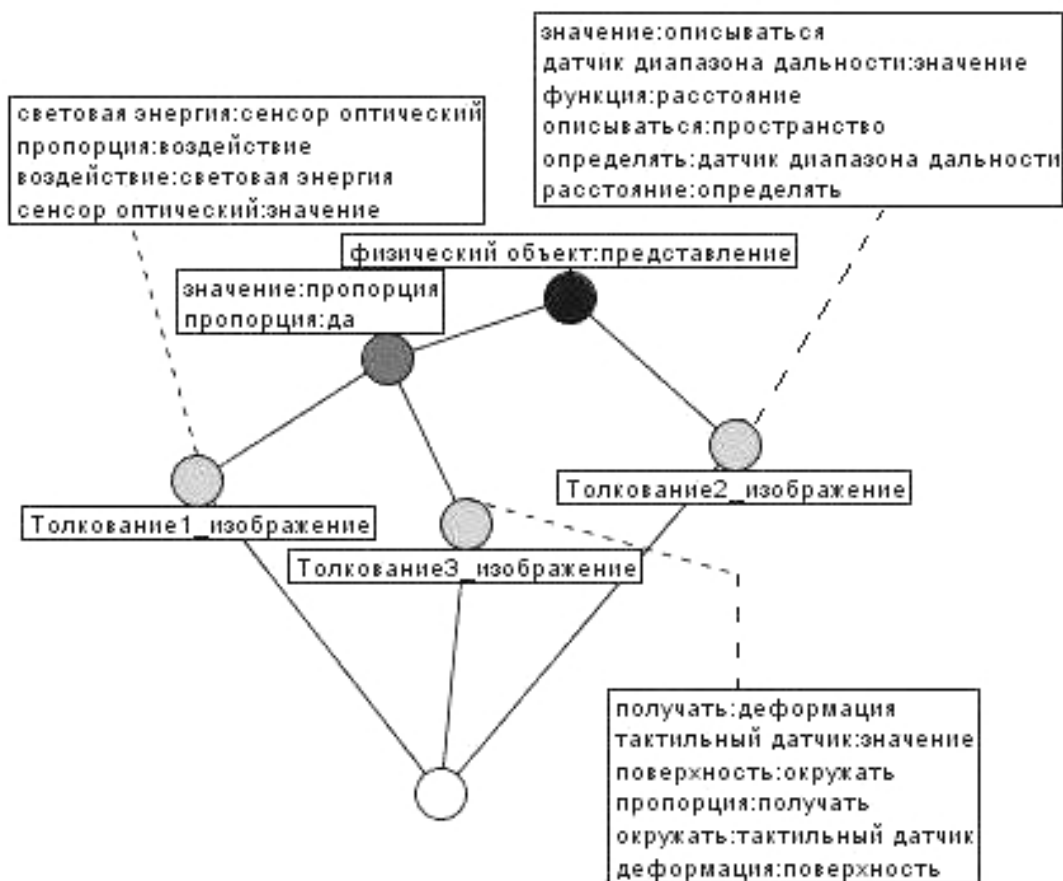 значение:описываться
датчик диапазона дальности:значение
функция:расстояние
описываться:пространство
определять:датчик диапазона дальности
расстояние:определять
световая энергия:сенсор оптический
пропорция:воздействие
воздействие:световая энергия
сенсор оптический:значение
физический объект:представление
значение:пропорция
пропорция:да
Толкование2_изображение
Толкование1_изображение
Толкование3_изображение
получать:деформация
тактильный датчик:значение
поверхность:окружать
пропорция:получать
окружать:тактильный датчик
деформация:поверхность